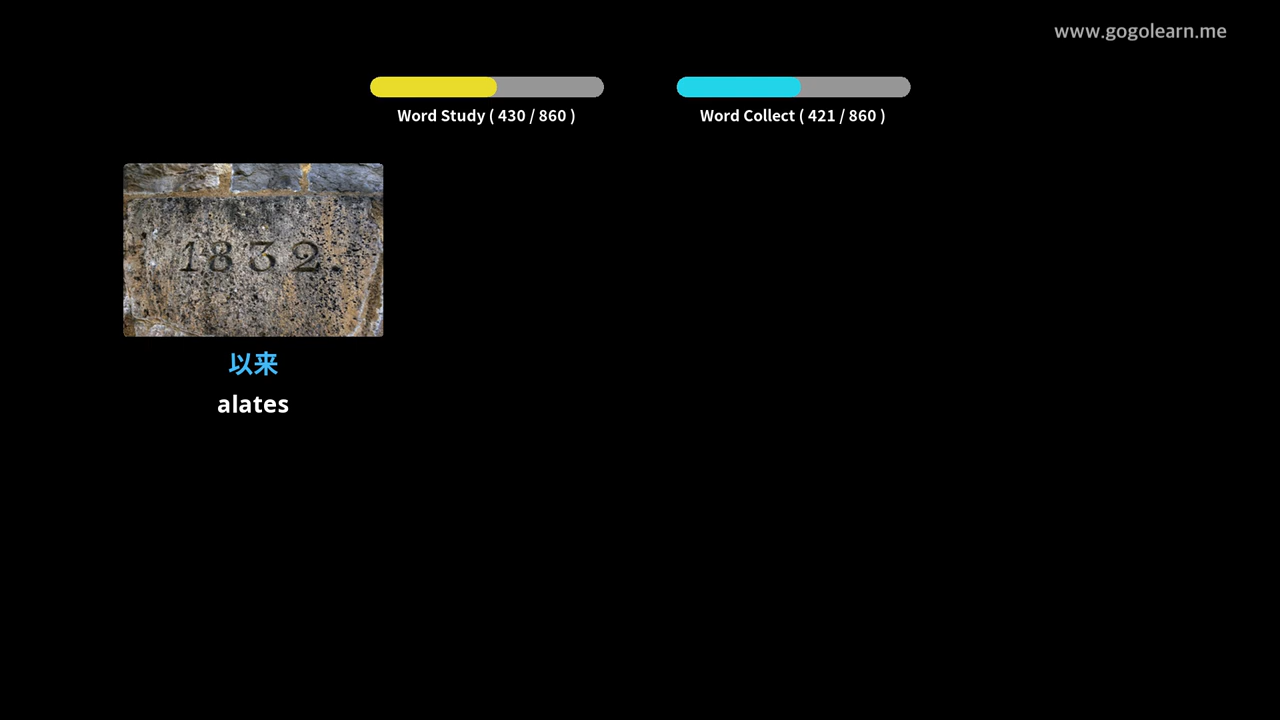 www.gogolearn.me
Word Study ( 430 / 860 )
Word Collect ( 421 / 860 )
1832.
以来
alates